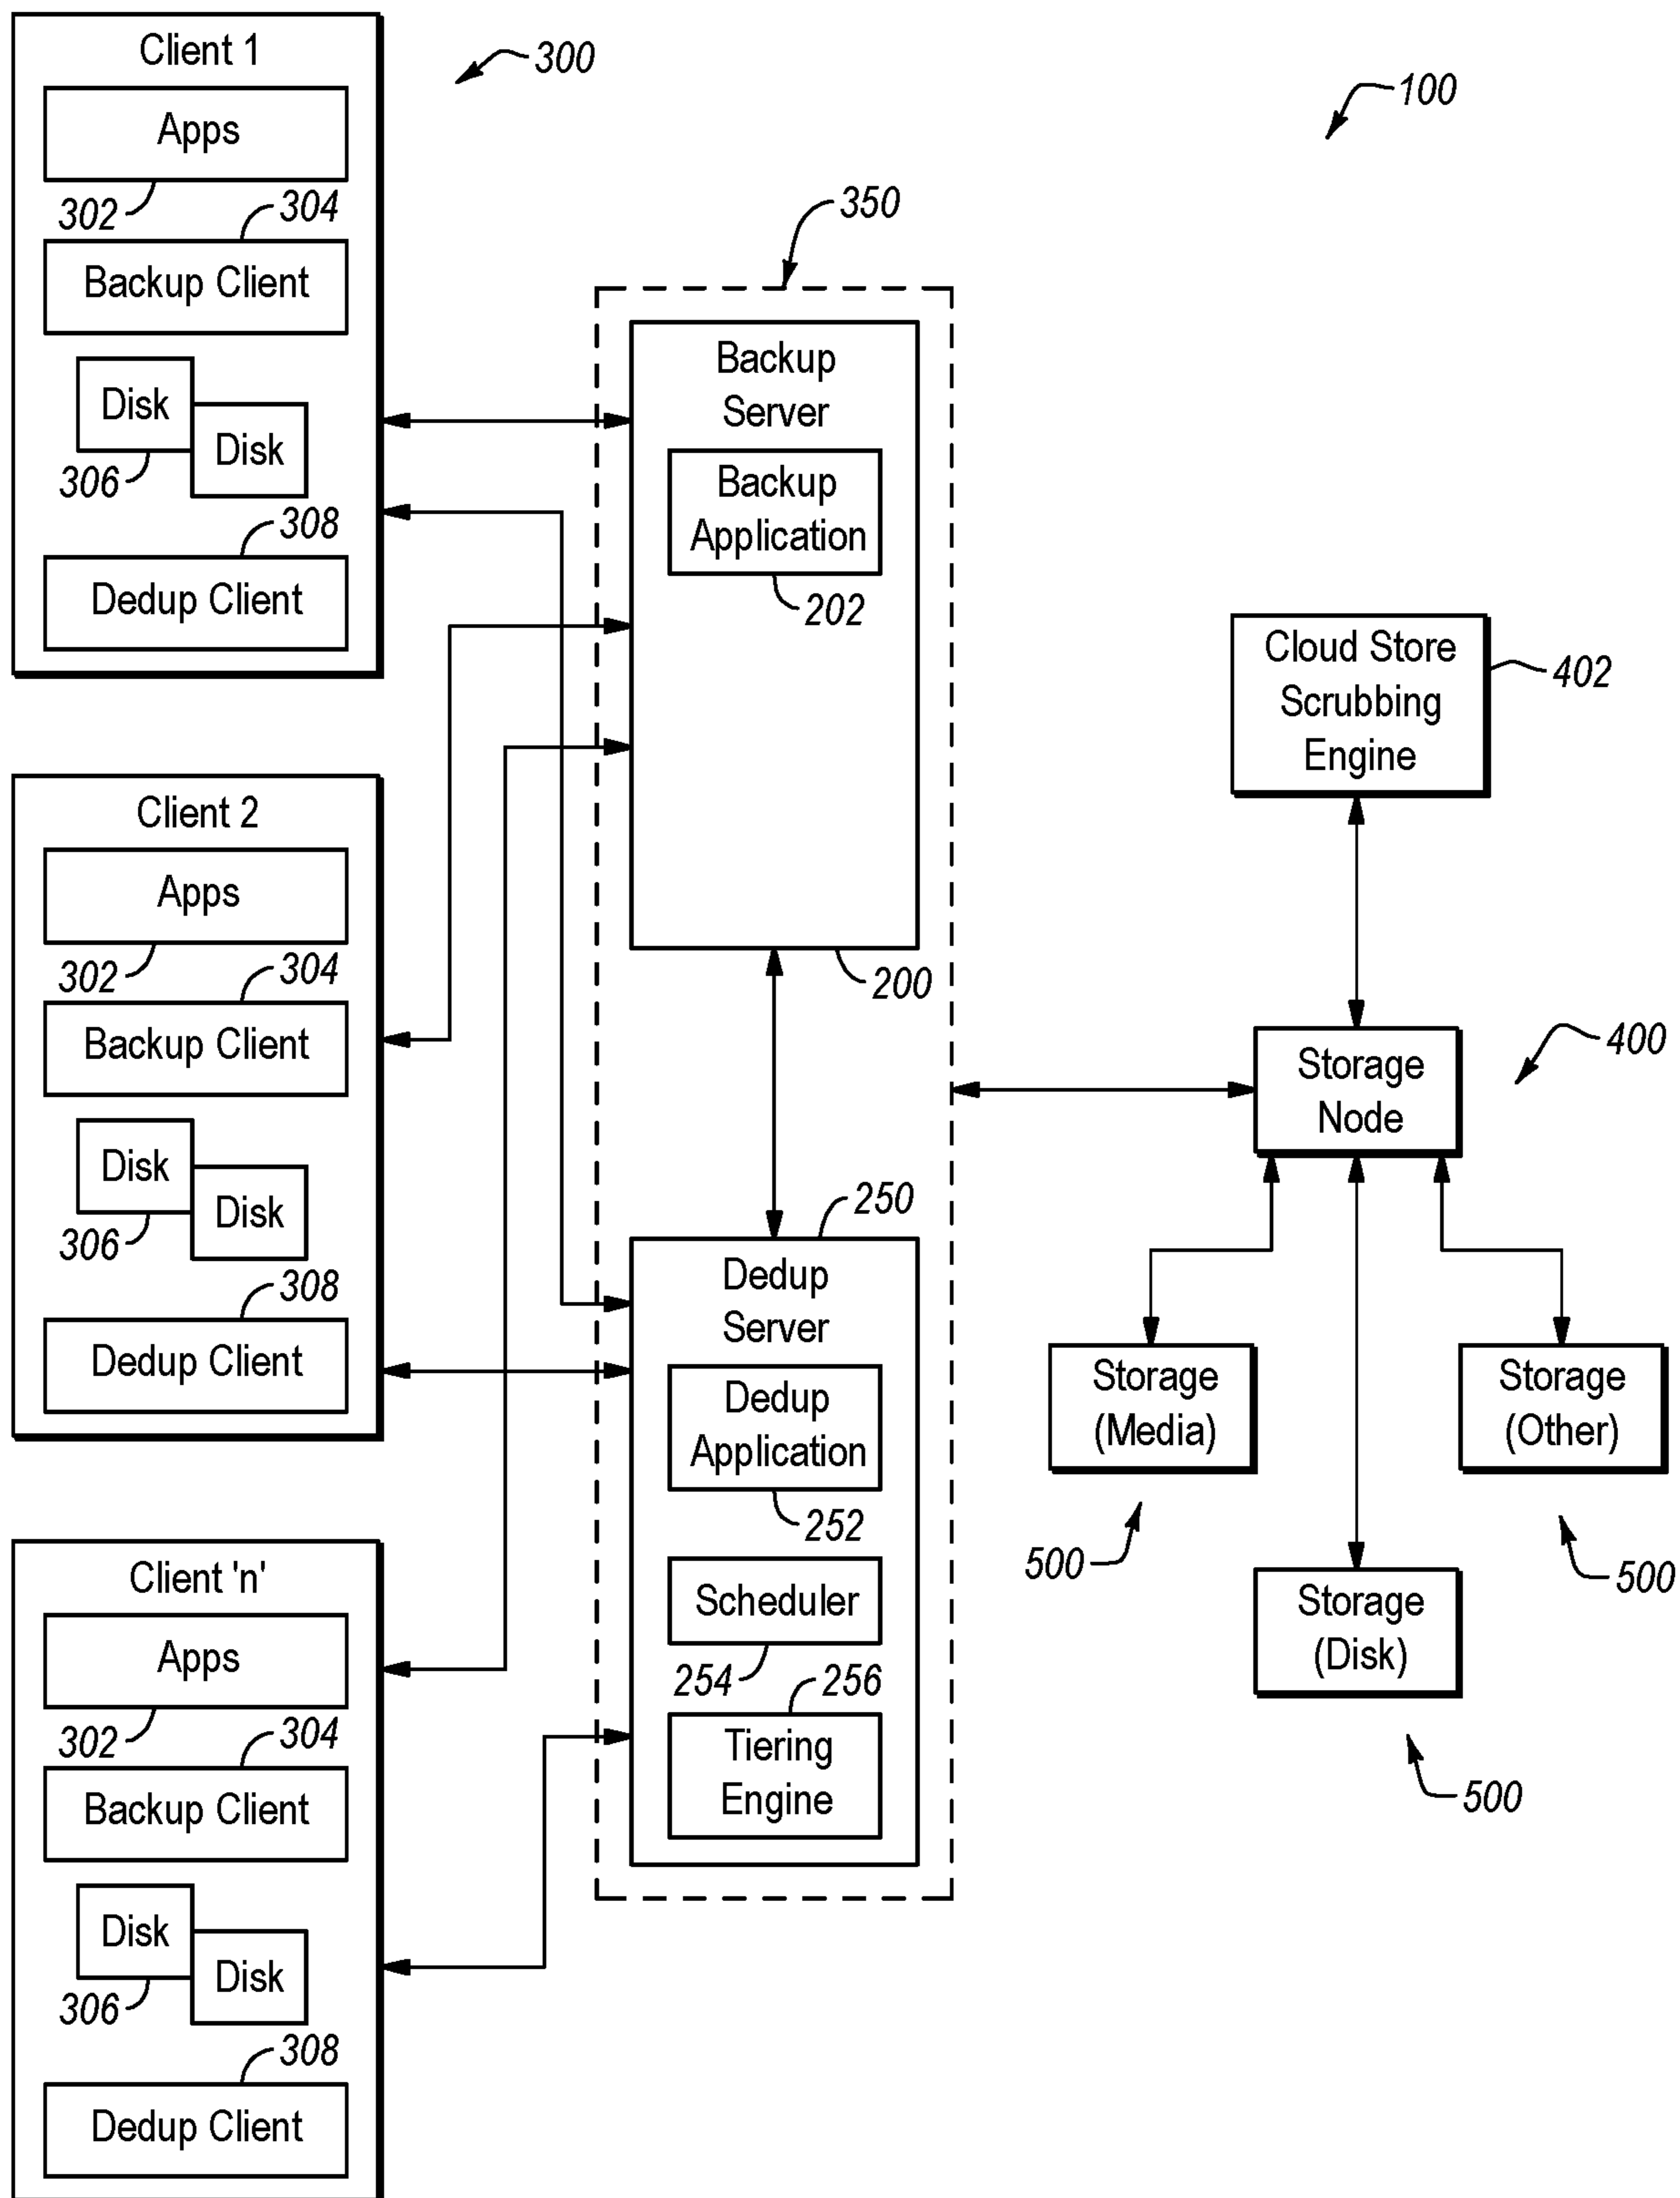 Client 1
300
Apps
302
304
Backup Client
Disk
Disk
306
308
Dedup Client
Client 2
Apps
302
304
Backup Client
Disk
Disk
306
308
Dedup Client
Client 'n'
Apps
302
304
Backup Client
Disk
Disk
306
308
Dedup Client
350
Backup
Server
Backup
Application
202
200
250
Dedup
Server
Dedup
Application
252
Scheduler
254
256
Tiering
Engine
100
Cloud Store
Scrubbing
Engine
402
Storage
Node
400
Storage
(Media)
500
Storage
(Disk)
500
Storage
(Other)
500